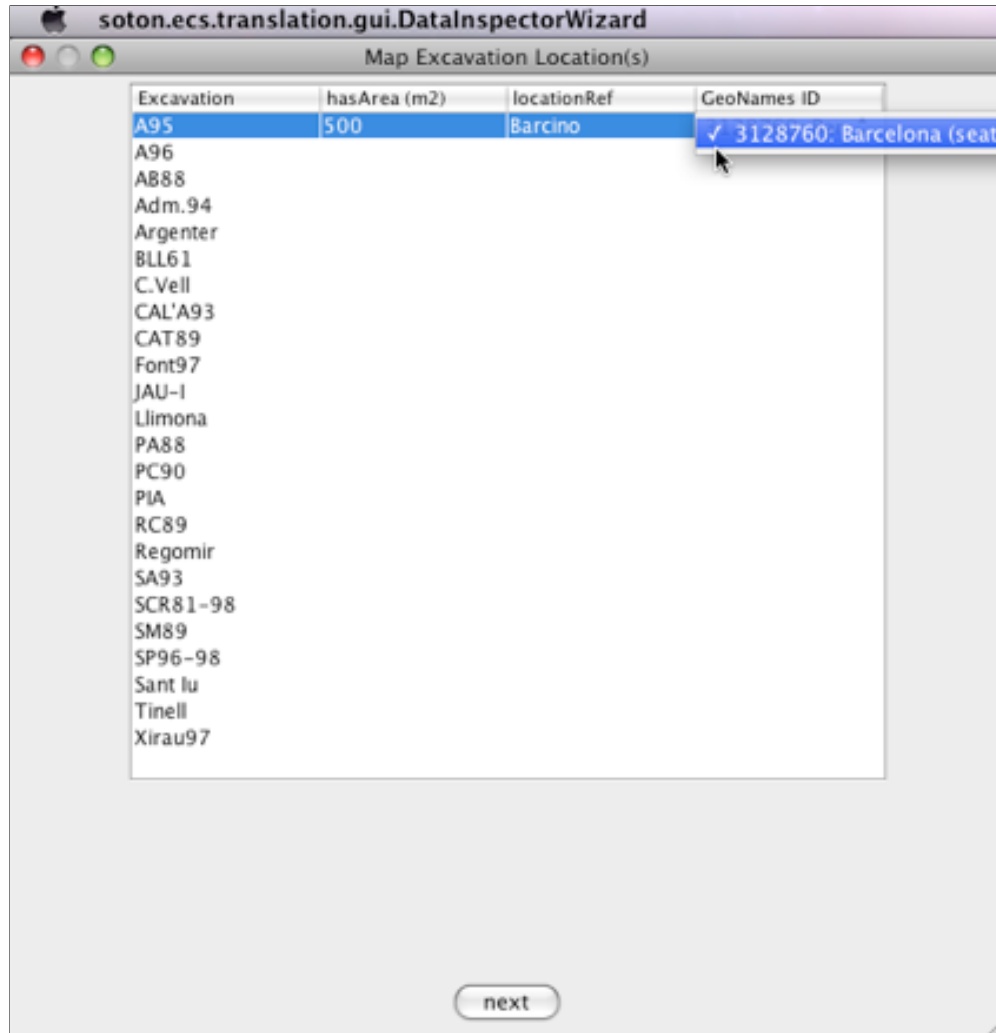 soton.ecs.translation.gui.DataInspectorWizard
Map Excavation Location(s)
Excavation hasArea (m2) locationRef GeoNames ID
A95 500 Barcino ✓ 3128760: Barcelona (seat
A96
AB88
Adm.94
Argenter
BLL61
C.Vell
CAL'A93
CAT89
Font97
JAU-I
Llimona
PA88
PC90
PIA
RC89
Regomir
SA93
SCR81-98
SM89
SP96-98
Sant Iu
Tinell
Xirau97
next